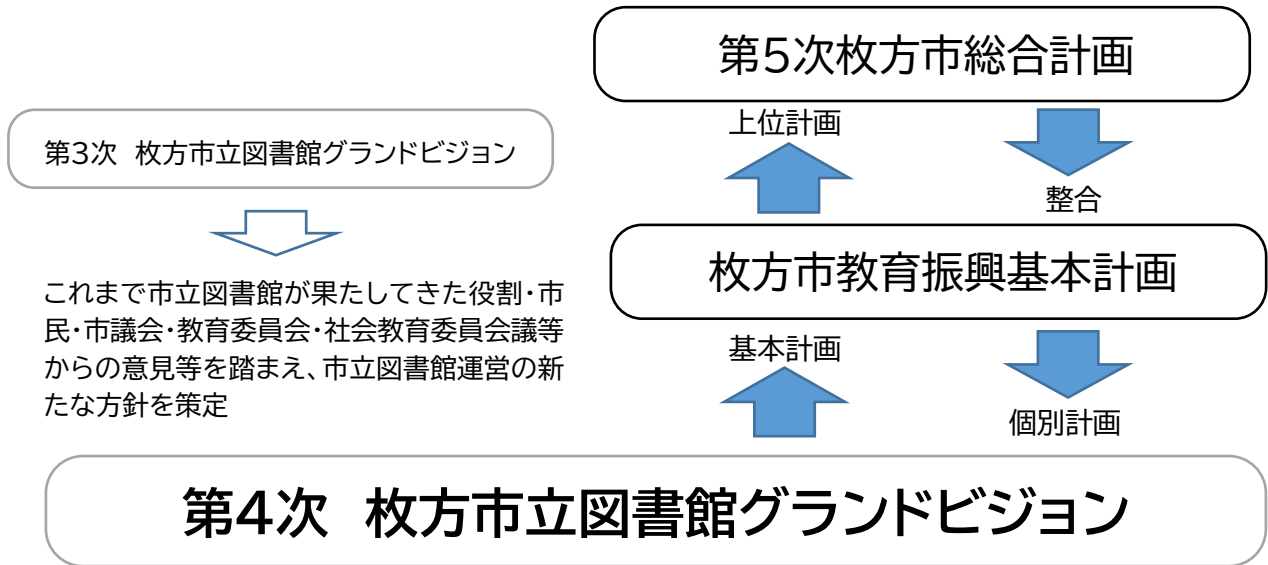 第5次枚方市総合計画
上位計画
整合
第3次 枚方市立図書館グランドビジョン
枚方市教育振興基本計画
これまで市立図書館が果たしてきた役割・市
民・市議会・教育委員会・社会教育委員会議等
からの意見等を踏まえ、市立図書館運営の新
たな方針を策定
基本計画
個別計画
第4次 枚方市立図書館グランドビジョン